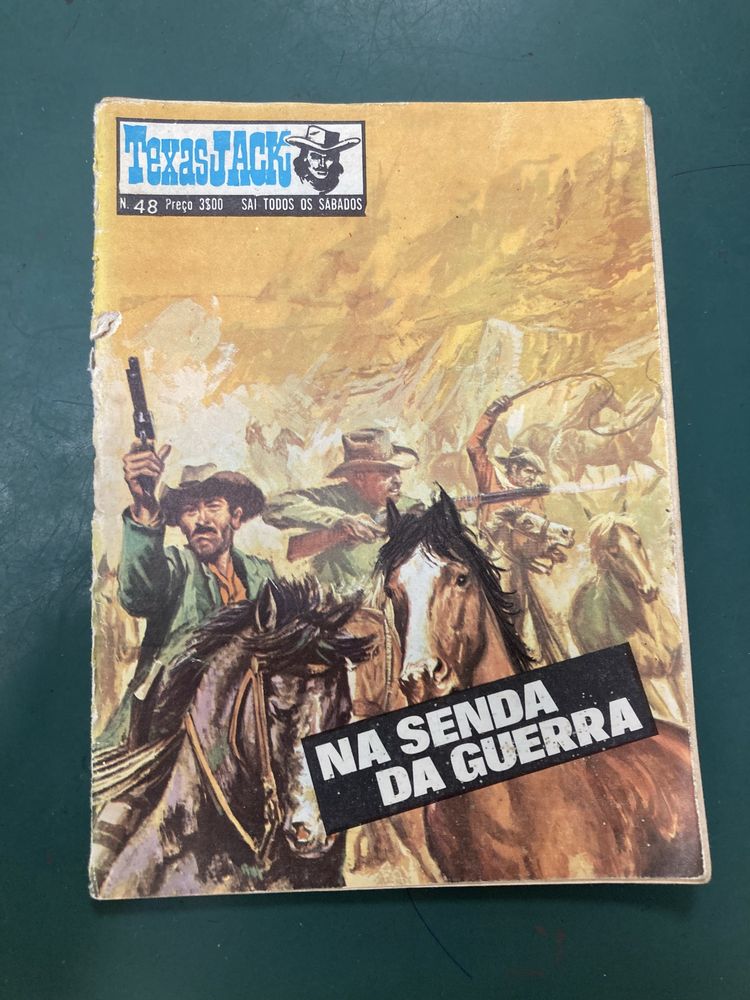 TexasJACK
N. 48 Preço 3$00 SAI TODOS OS SÁBADOS
NA SENDA
DA GUERRA